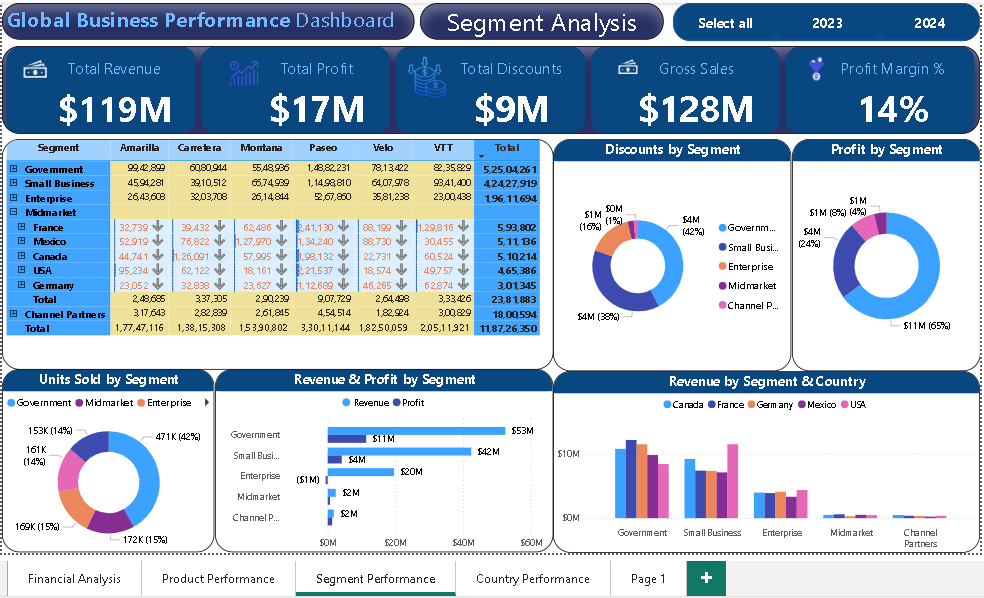 Global Business Performance Dashboard
Segment Analysis
Select all 2023 2024
Total Revenue
$119M
Total Profit
$17M
Total Discounts
$9M
Gross Sales
$128M
Profit Margin %
14%
Segment Amarilla Carretera Montana Paseo Velo VTT Total
Government 99,42,899 60,80,944 55,48,936 1,48,82,231 78,13,422 82,35,829 5,25,04,261
Small Business 45,94,281 39,10,512 66,74,939 1,14,98,810 64,07,978 93,41,400 4,24,27,919
Enterprise 26,43,608 32,03,708 26,14,844 52,67,860 35,81,238 23,00,438 1,96,11,694
Midmarket
France 32,739 39,432 62,486 2,41,130 88,199 1,29,816 5,93,802
Mexico 52,919 76,822 1,27,970 1,34,240 88,730 30,455 5,11,136
Canada 44,741 1,26,091 57,995 1,98,132 22,731 60,524 5,10,214
USA 95,234 62,122 18,161 2,21,537 18,574 49,757 4,65,386
Germany 23,052 32,838 23,627 1,12,689 46,265 62,874 3,01,345
Total 2,48,685 3,37,305 2,90,239 9,07,729 2,64,498 3,33,426 23,81,883
Channel Partners 3,17,643 2,82,839 2,61,845 4,54,514 1,82,924 3,00,829 18,00,594
Total 1,77,47,116 1,38,15,308 1,53,90,802 3,30,11,144 1,82,50,059 2,05,11,921 11,87,26,350
Discounts by Segment
$0M
(1%)
$1M
(16%)
$4M
(42%)
$4M (38%)
Governm...
Small Busi...
Enterprise
Midmarket
Channel P...
Profit by Segment
$1M
(4%)
$1M (8%)
$4M
(24%)
$11M (65%)
Units Sold by Segment
Government Midmarket Enterprise
153K (14%)
471K (42%)
161K
(14%)
169K (15%)
172K (15%)
Revenue & Profit by Segment
Revenue Profit
Government $53M
$11M
Small Busi... $42M
$4M
Enterprise $20M
($1M)
Midmarket $2M
Channel P... $2M
$0M $20M $40M $60M
Revenue by Segment & Country
Canada France Germany Mexico USA
$10M
$0M
Government Small Business Enterprise Midmarket Channel
Partners
Financial Analysis Product Performance Segment Performance Country Performance Page 1 +